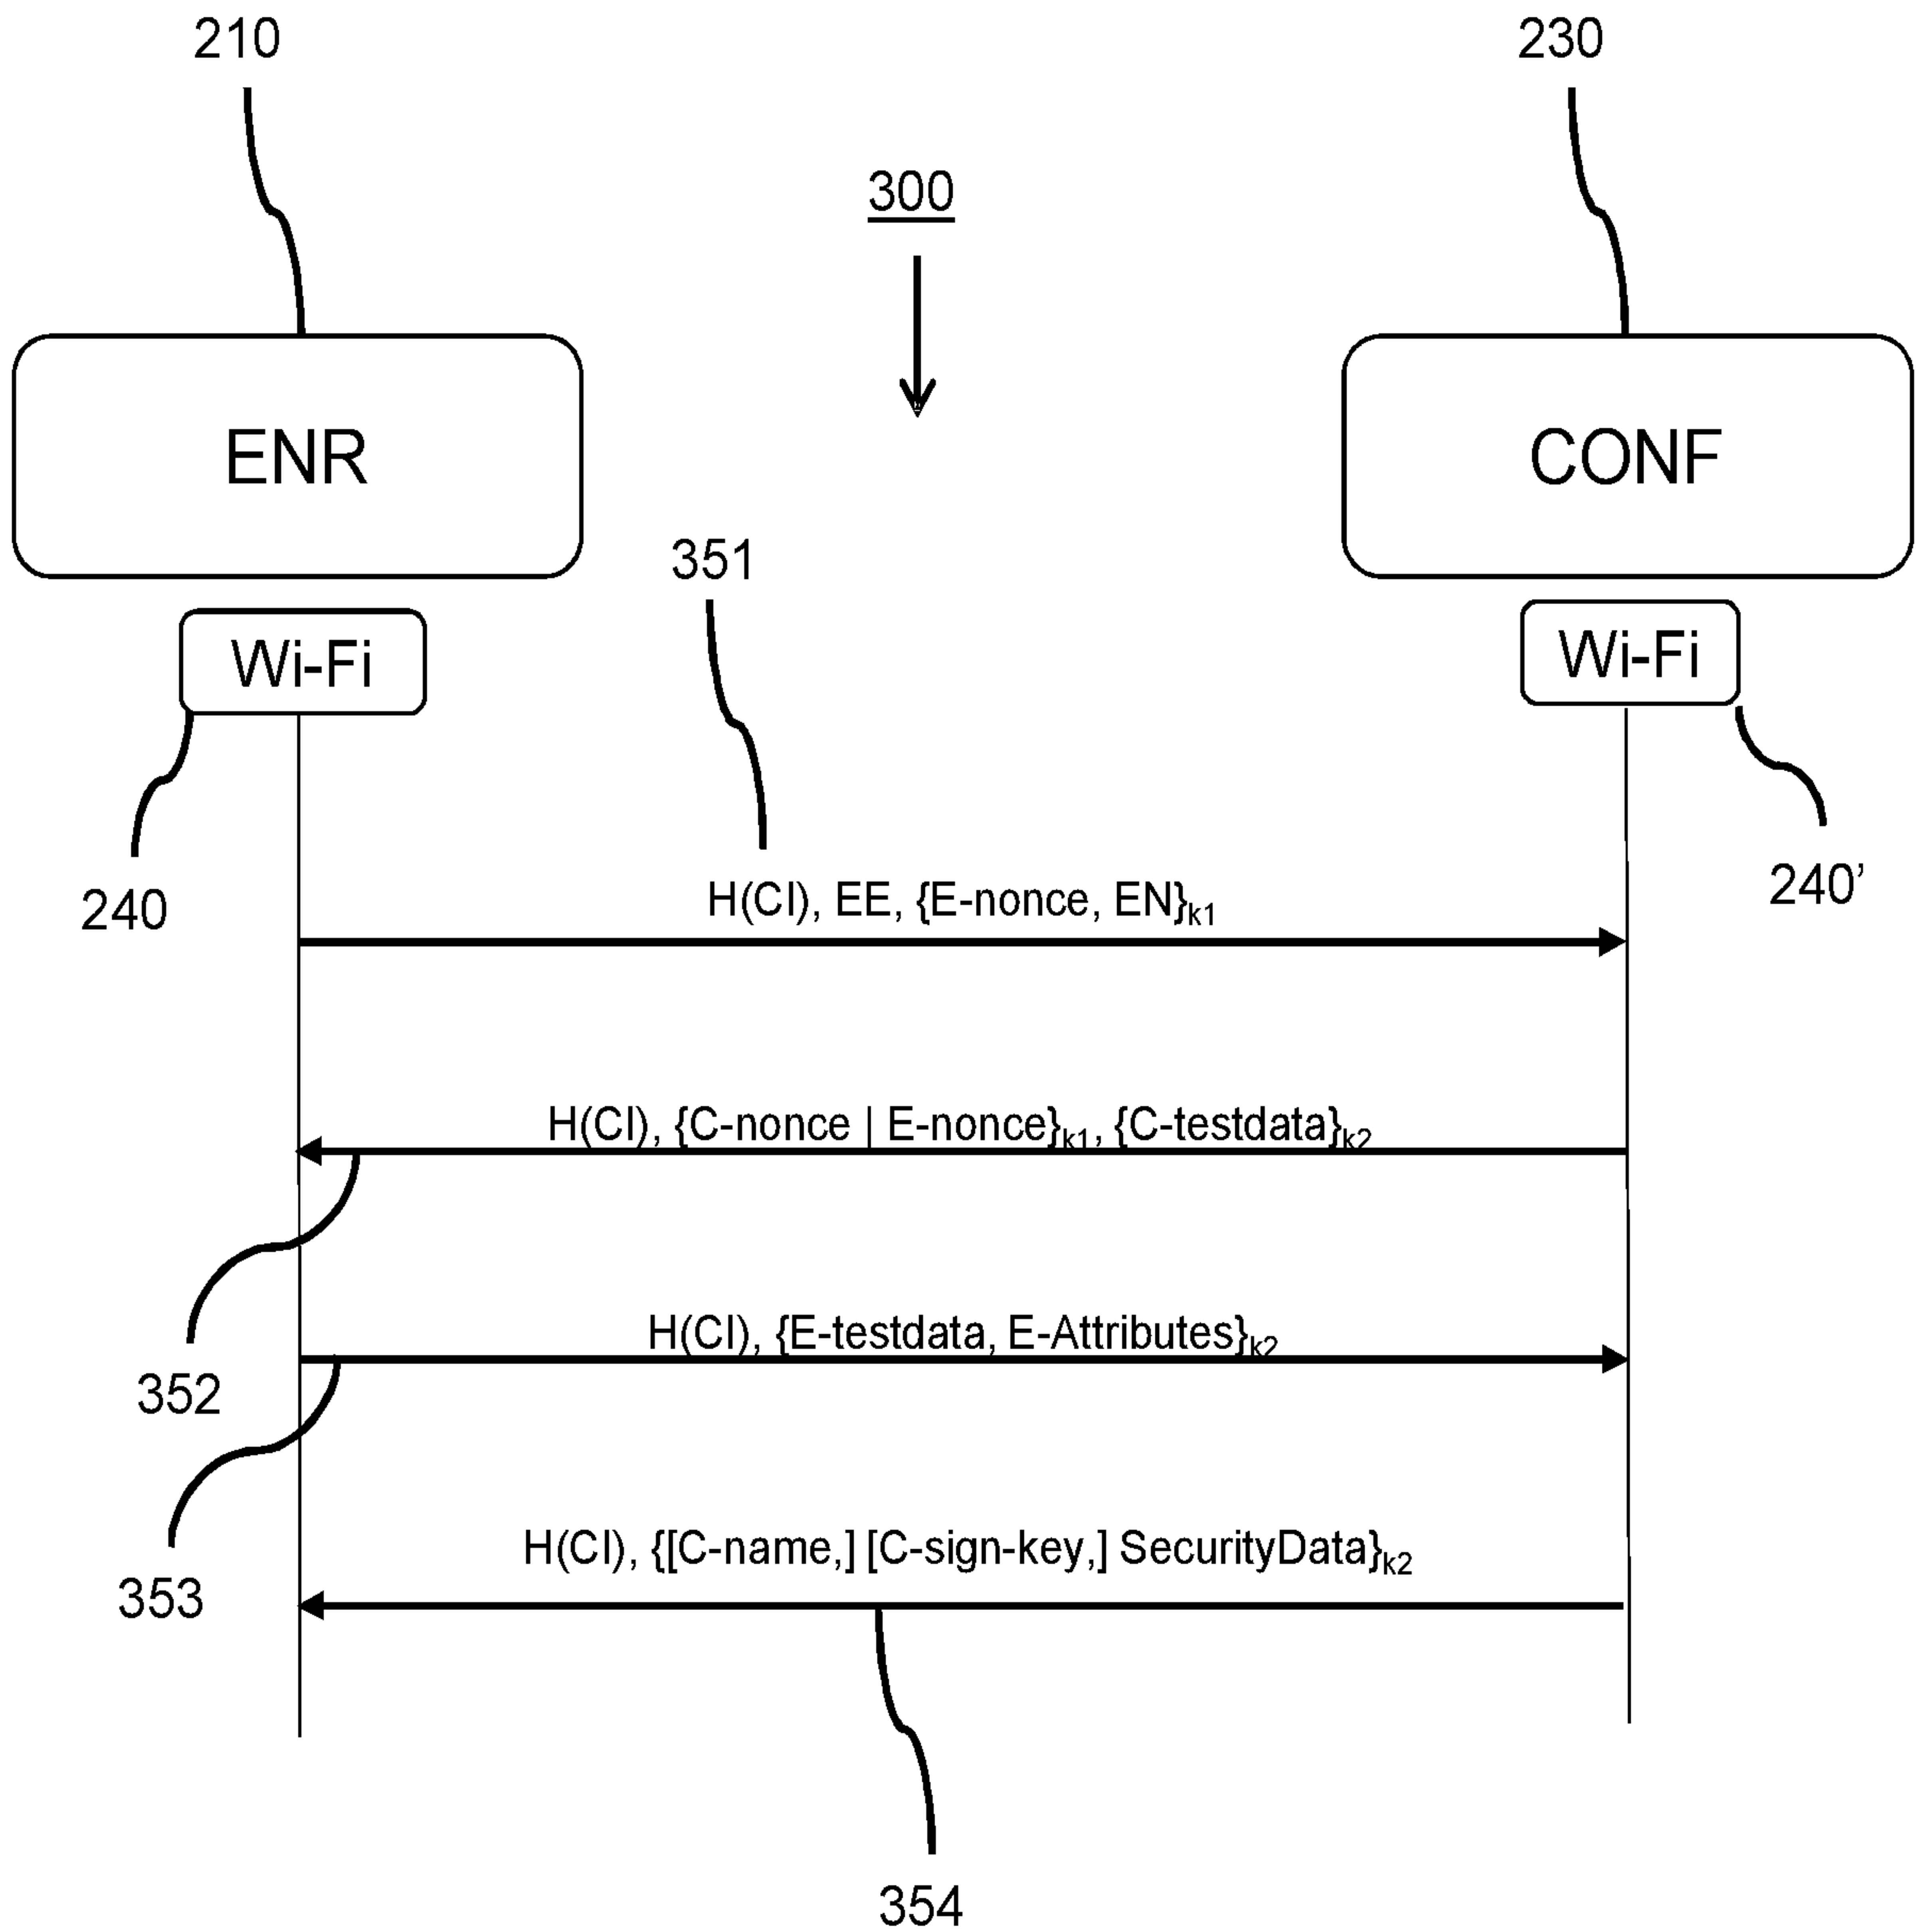 210
230
300
ENR
CONF
351
Wi-Fi
Wi-Fi
240
240’
H(CI), EE, {E-nonce, EN}k1
H(CI), {C-nonce | E-nonce}k1, {C-testdata}k2
H(CI), {E-testdata, E-Attributes}k2
352
H(CI), {[C-name,] [C-sign-key,] SecurityData}k2
353
354